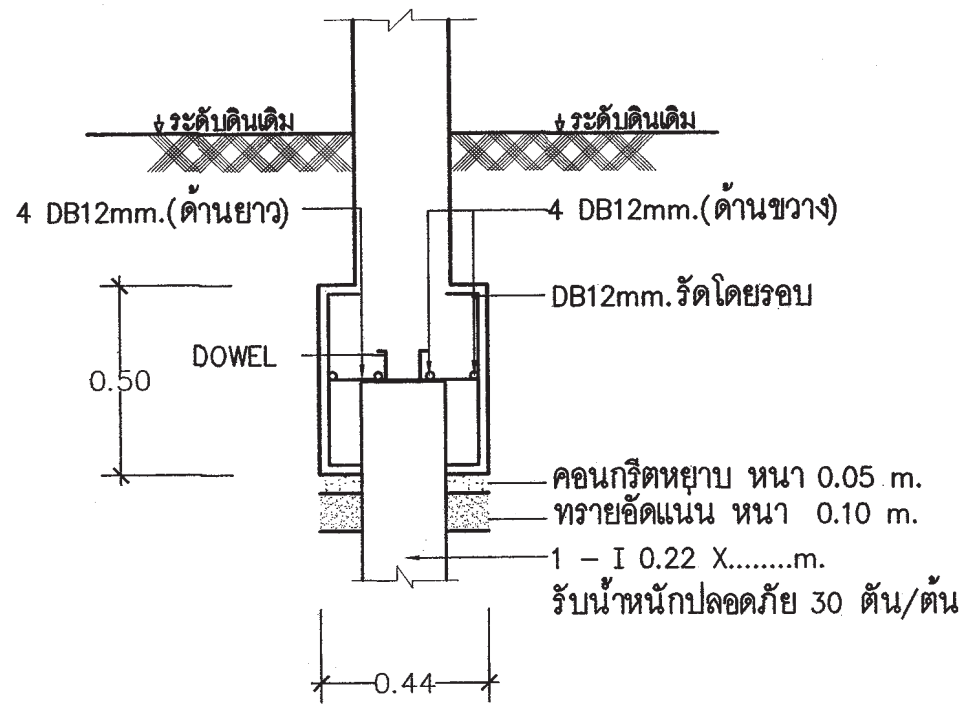 ระดับดินเดิม
ระดับดินเดิม
4 DB12mm.(ด้านยาว)
4 DB12mm.(ด้านขวาง)
DB12mm.รัดโดยรอบ
DOWEL
0.50
คอนกรีตหยาบ หนา 0.05 m.
ทรายอัดแน่น หนา 0.10 m.
1 - I 0.22 X........m.
รับน้ำหนักปลอดภัย 30 ตัน/ต้น
0.44